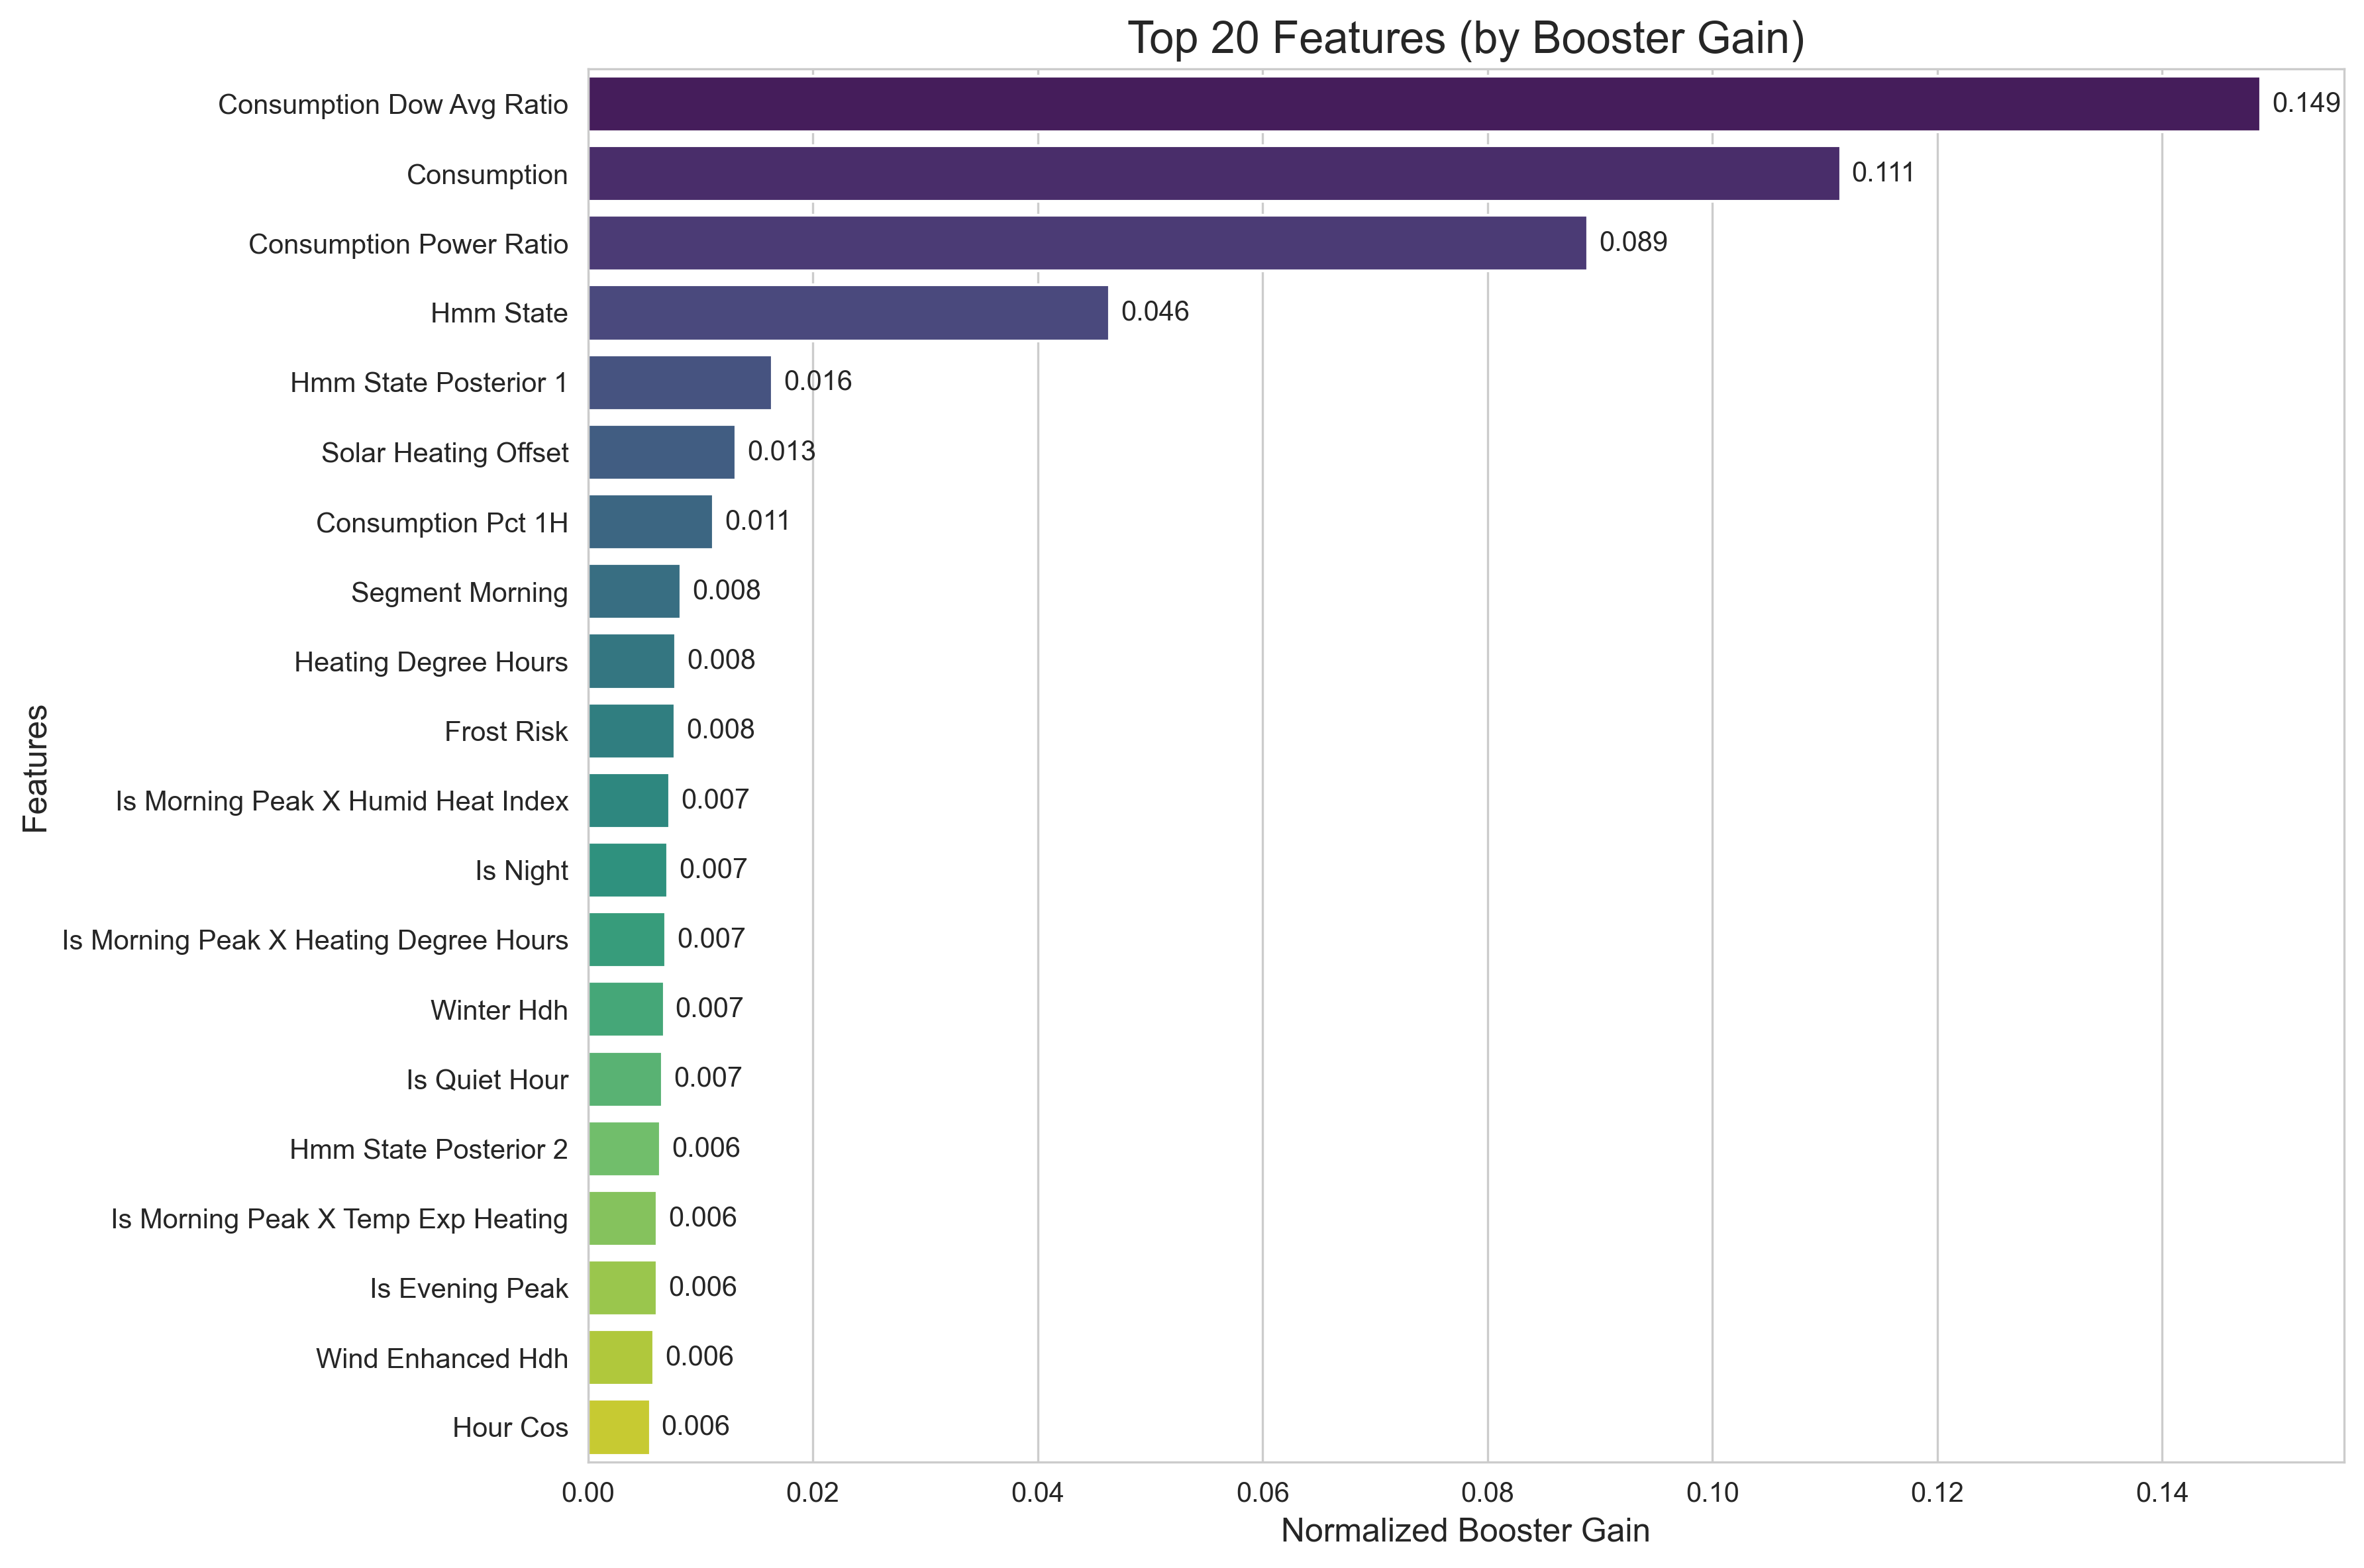 Top 20 Features (by Booster Gain)
Consumption Dow Avg Ratio 0.149
Consumption 0.111
Consumption Power Ratio 0.089
Hmm State 0.046
Hmm State Posterior 1 0.016
Solar Heating Offset 0.013
Consumption Pct 1H 0.011
Segment Morning 0.008
Heating Degree Hours 0.008
Frost Risk 0.008
Is Morning Peak X Humid Heat Index 0.007
Is Night 0.007
Is Morning Peak X Heating Degree Hours 0.007
Winter Hdh 0.007
Is Quiet Hour 0.007
Hmm State Posterior 2 0.006
Is Morning Peak X Temp Exp Heating 0.006
Is Evening Peak 0.006
Wind Enhanced Hdh 0.006
Hour Cos 0.006
Features
0.00 0.02 0.04 0.06 0.08 0.10 0.12 0.14
Normalized Booster Gain